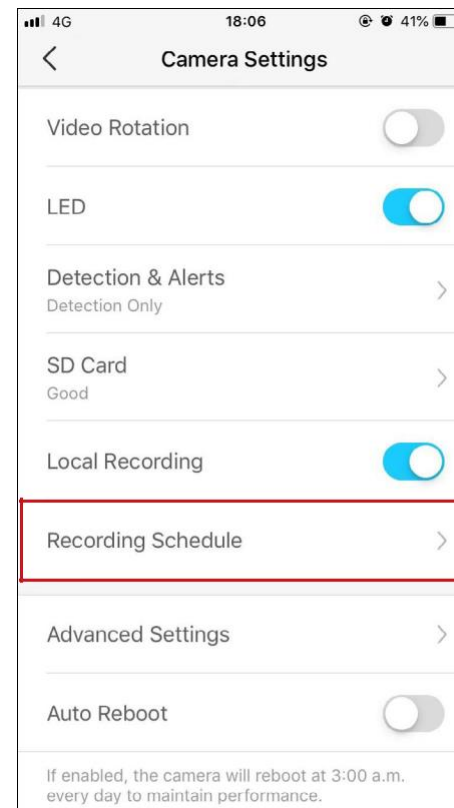 4G 18:06 41%
Camera Settings
Video Rotation
LED
Detection & Alerts
Detection Only
SD Card
Good
Local Recording
Recording Schedule
Advanced Settings
Auto Reboot
If enabled, the camera will reboot at 3:00 a.m.
every day to maintain performance.